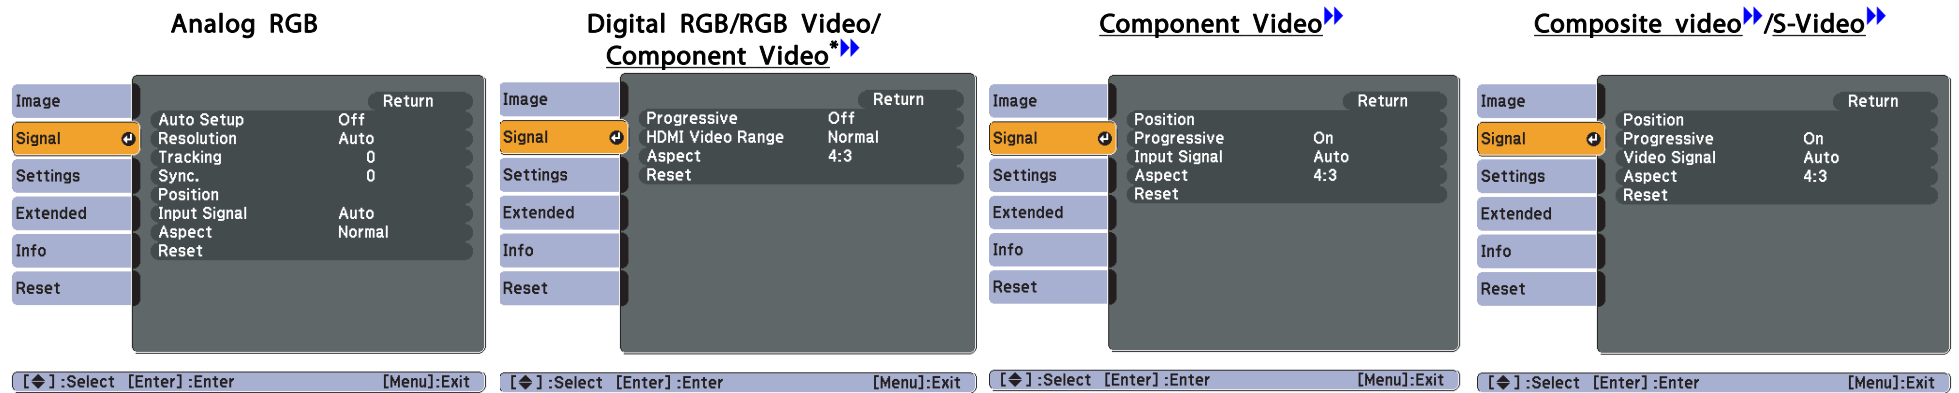 Analog RGB
Image
Signal
Settings
Extended
Info
Reset
Return
Auto Setup Off
Resolution Auto
Tracking 0
Sync. 0
Position
Input Signal Auto
Aspect Normal
Reset
[◆] :Select [Enter] :Enter [Menu]:Exit
Digital RGB/RGB Video/
Component Video*
Image
Signal
Settings
Extended
Info
Reset
Return
Progressive Off
HDMI Video Range Normal
Aspect 4:3
Reset
[◆] :Select [Enter] :Enter [Menu]:Exit
Component Video
Image
Signal
Settings
Extended
Info
Reset
Return
Position
Progressive On
Input Signal Auto
Aspect 4:3
Reset
[◆] :Select [Enter] :Enter [Menu]:Exit
Composite video/S-Video
Image
Signal
Settings
Extended
Info
Reset
Return
Position
Progressive On
Video Signal Auto
Aspect 4:3
Reset
[◆] :Select [Enter] :Enter [Menu]:Exit